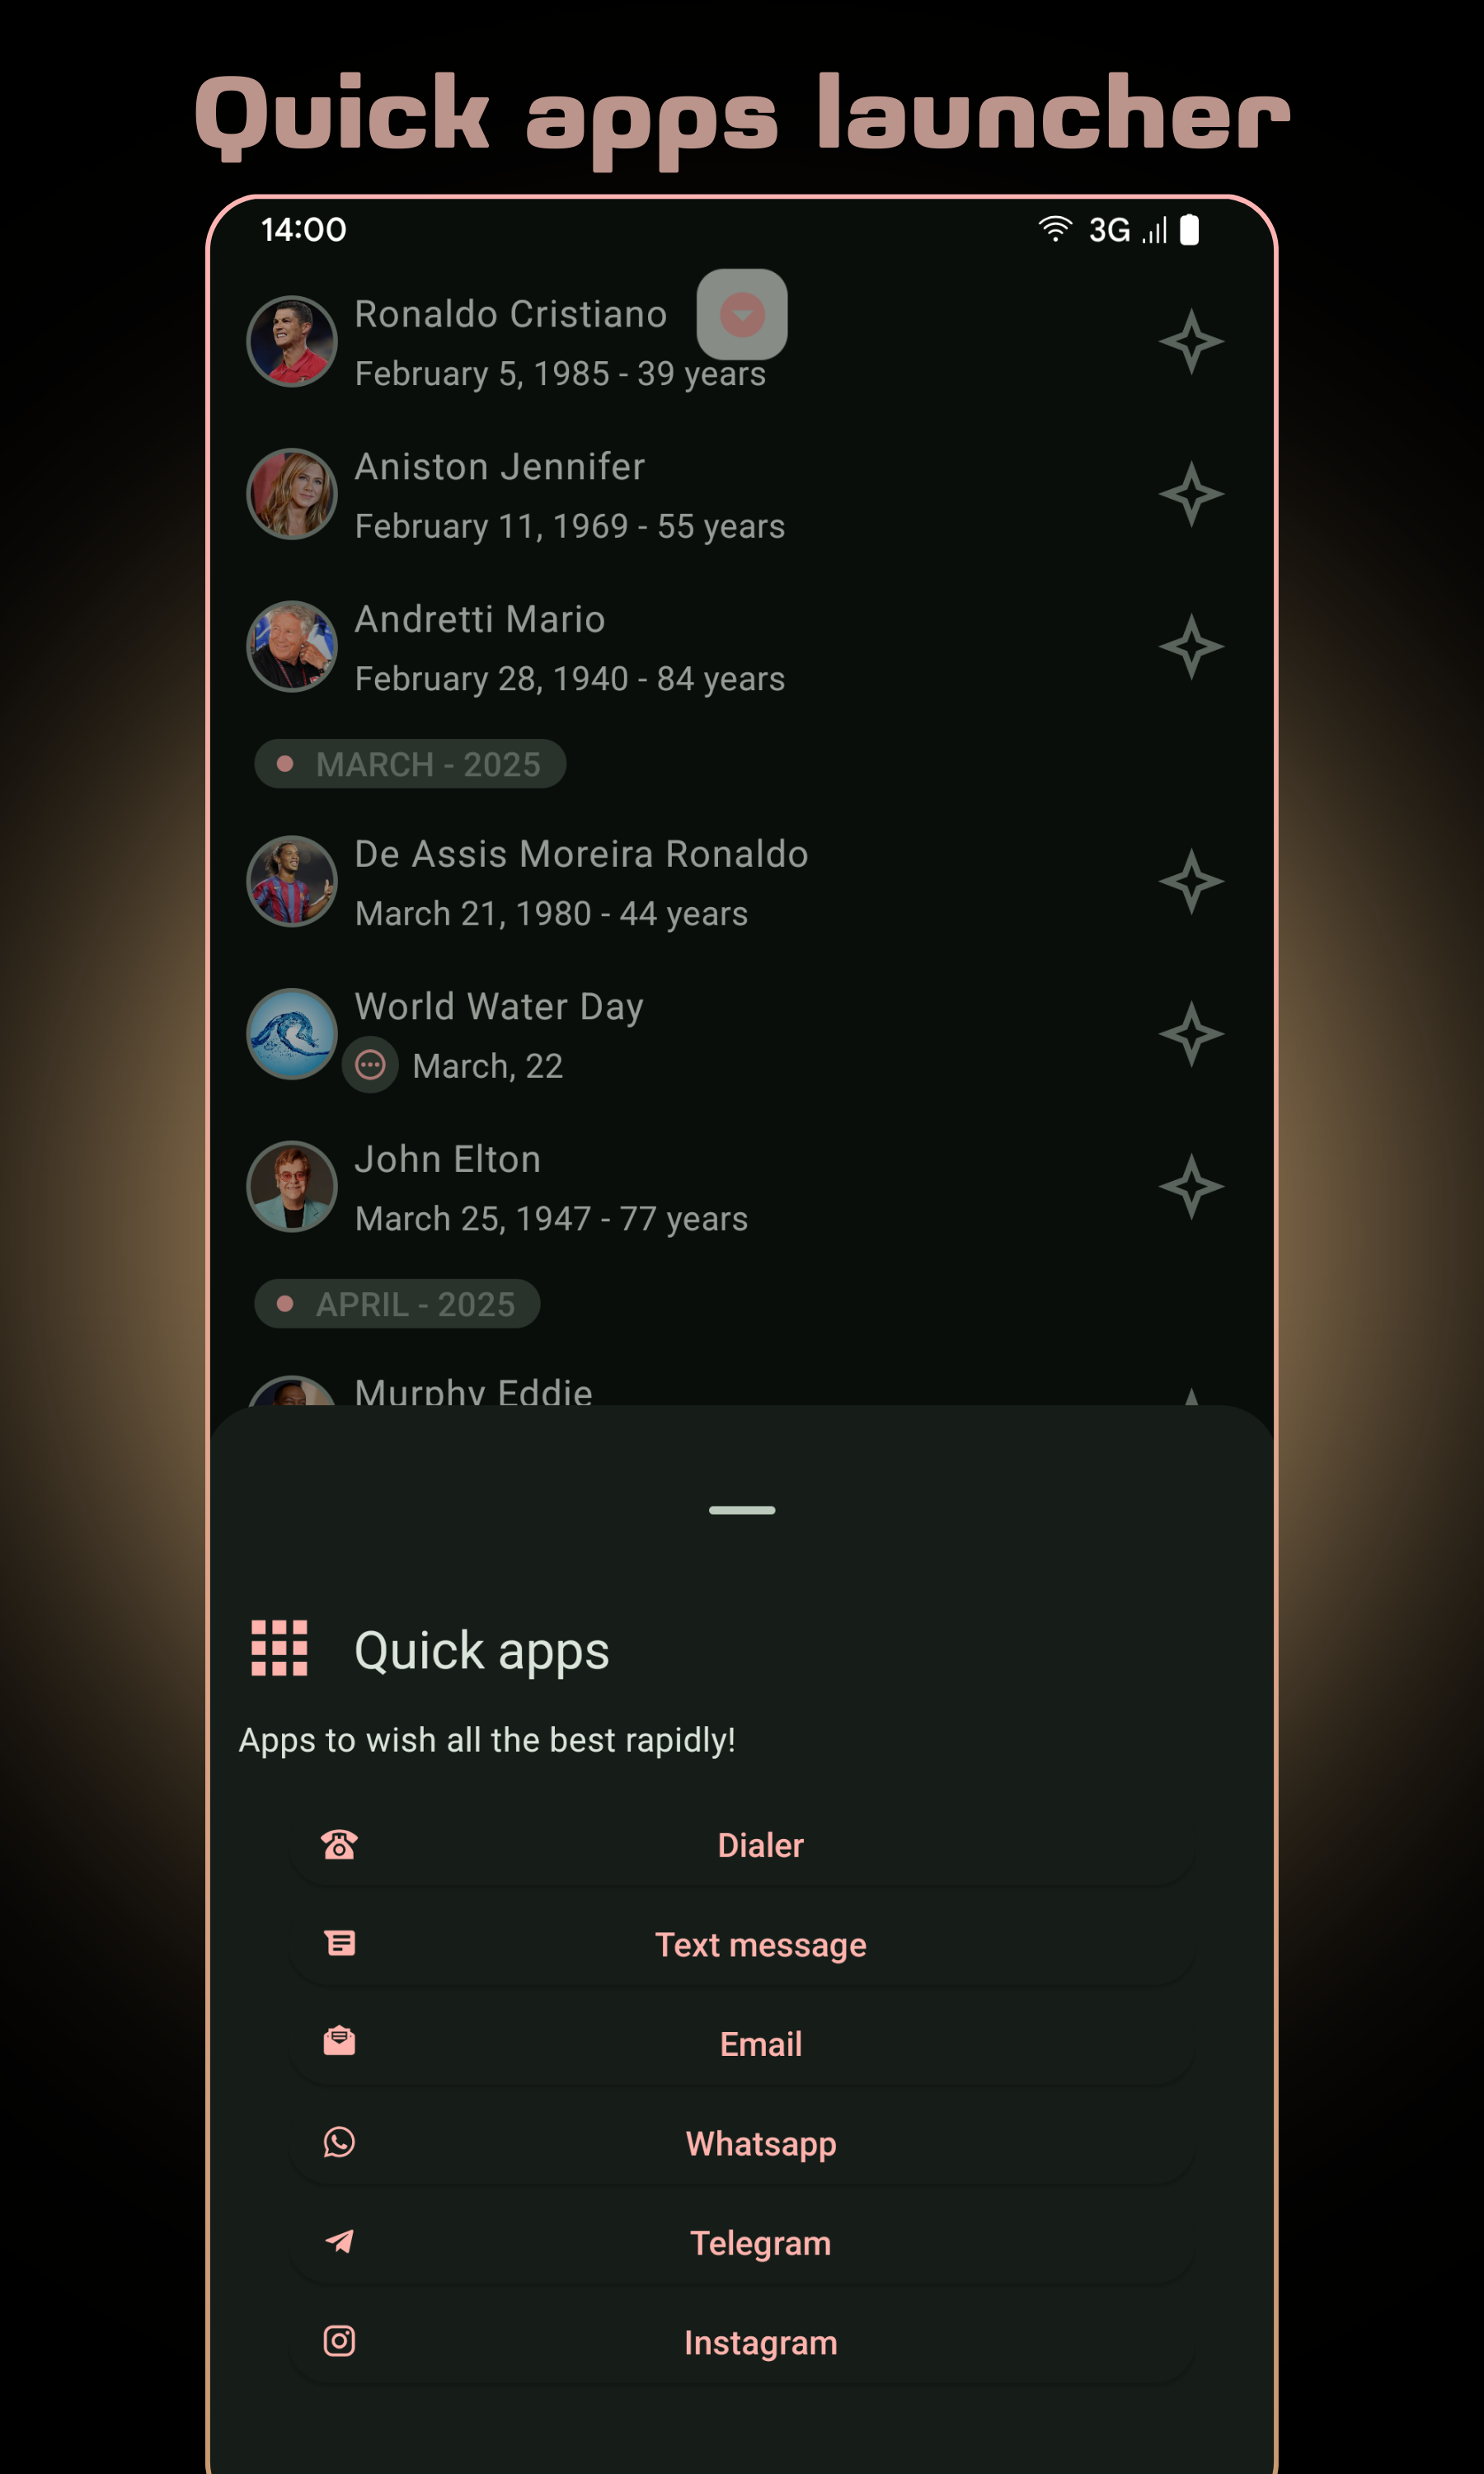 Quick apps launcher
14:00 3G
Ronaldo Cristiano
February 5, 1985 - 39 years
Aniston Jennifer
February 11, 1969 - 55 years
Andretti Mario
February 28, 1940 - 84 years
MARCH - 2025
De Assis Moreira Ronaldo
March 21, 1980 - 44 years
World Water Day
March, 22
John Elton
March 25, 1947 - 77 years
APRIL - 2025
Murphy Eddie
Quick apps
Apps to wish all the best rapidly!
Dialer
Text message
Email
Whatsapp
Telegram
Instagram